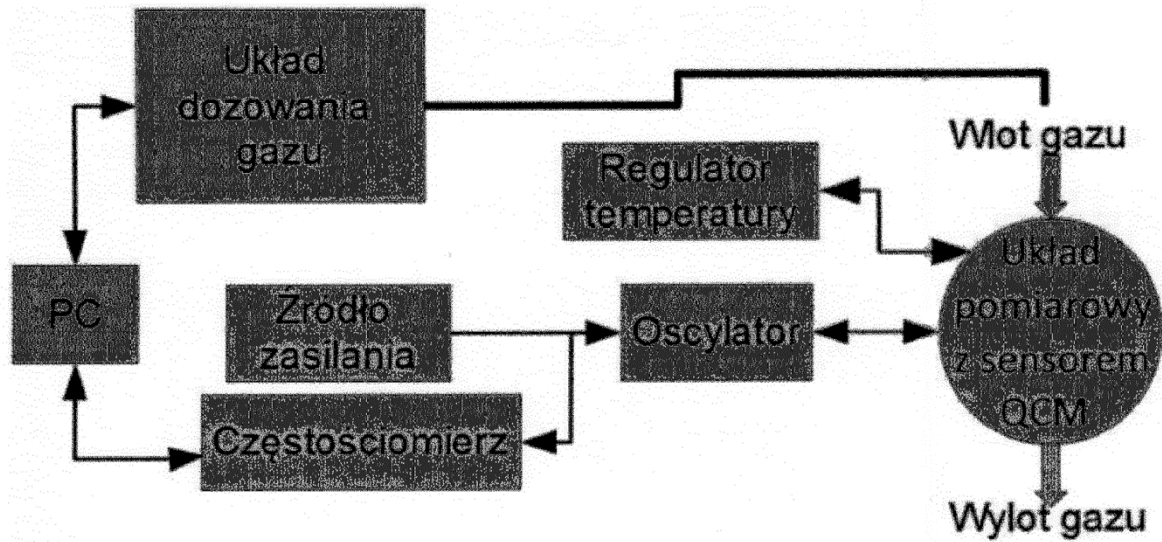 Układ
dozowania
gazu
Wlot gazu
Regulator
temperatury
Układ
pomiarowy
z sensorem
QCM
PC
Źródło
zasilania
Oscylator
Częstościomierz
Wylot gazu